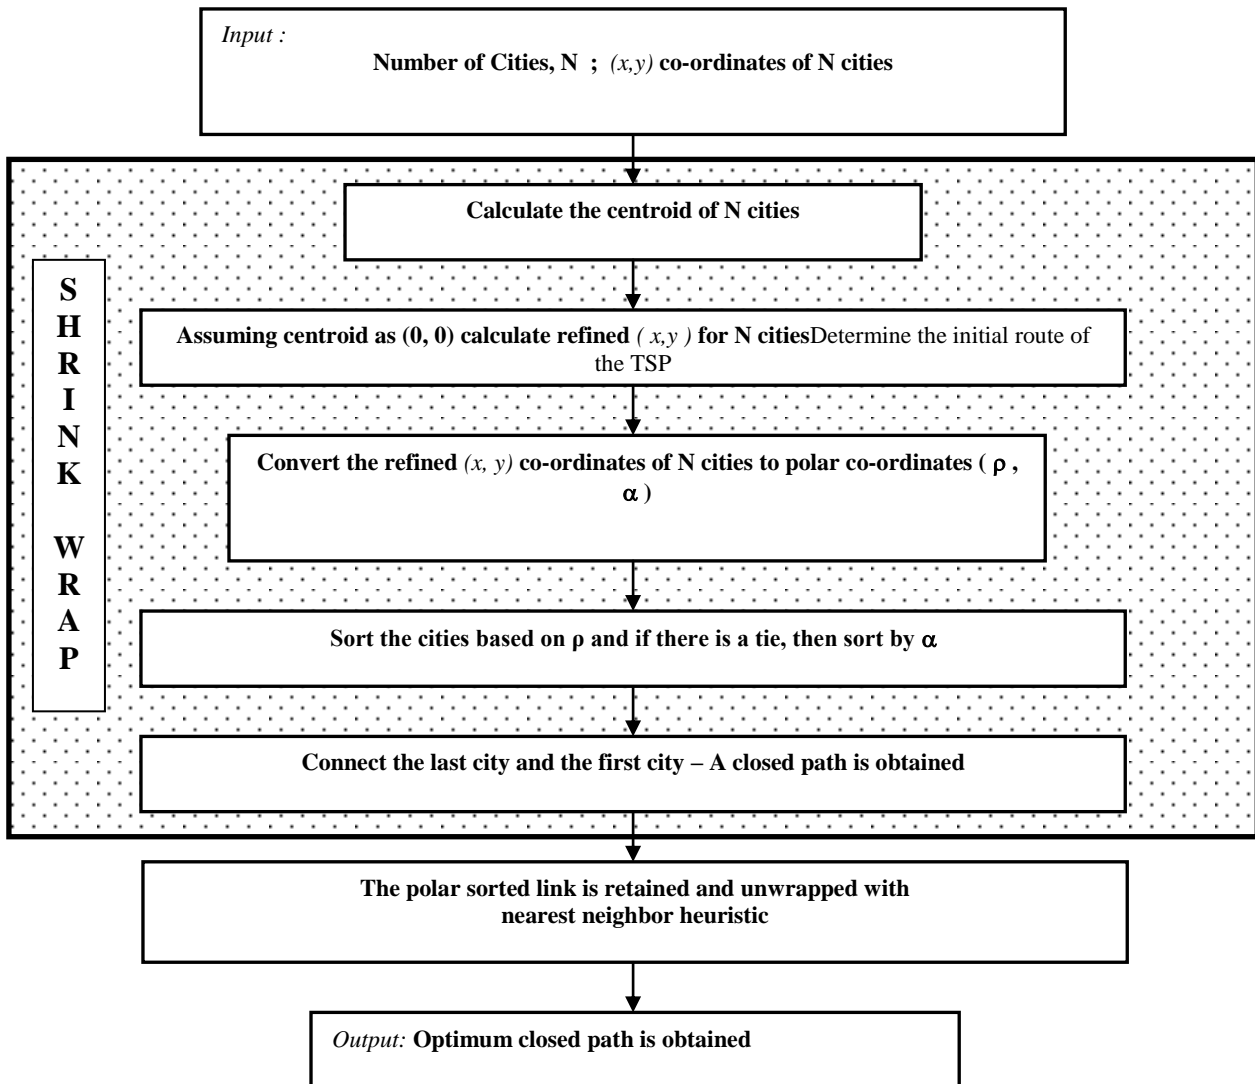 Input :
Number of Cities, N ; (x,y) co-ordinates of N cities
Calculate the centroid of N cities
S
H
R
I
N
K
W
R
A
P
Assuming centroid as (0, 0) calculate refined ( x,y ) for N citiesDetermine the initial route of
the TSP
Convert the refined (x, y) co-ordinates of N cities to polar co-ordinates ( ρ ,
α )
Sort the cities based on ρ and if there is a tie, then sort by α
Connect the last city and the first city – A closed path is obtained
The polar sorted link is retained and unwrapped with
nearest neighbor heuristic
Output: Optimum closed path is obtained